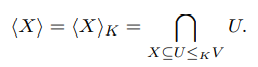 ⟨X⟩ = ⟨X⟩_K = ⋂_{X⊆U≤_K V} U.